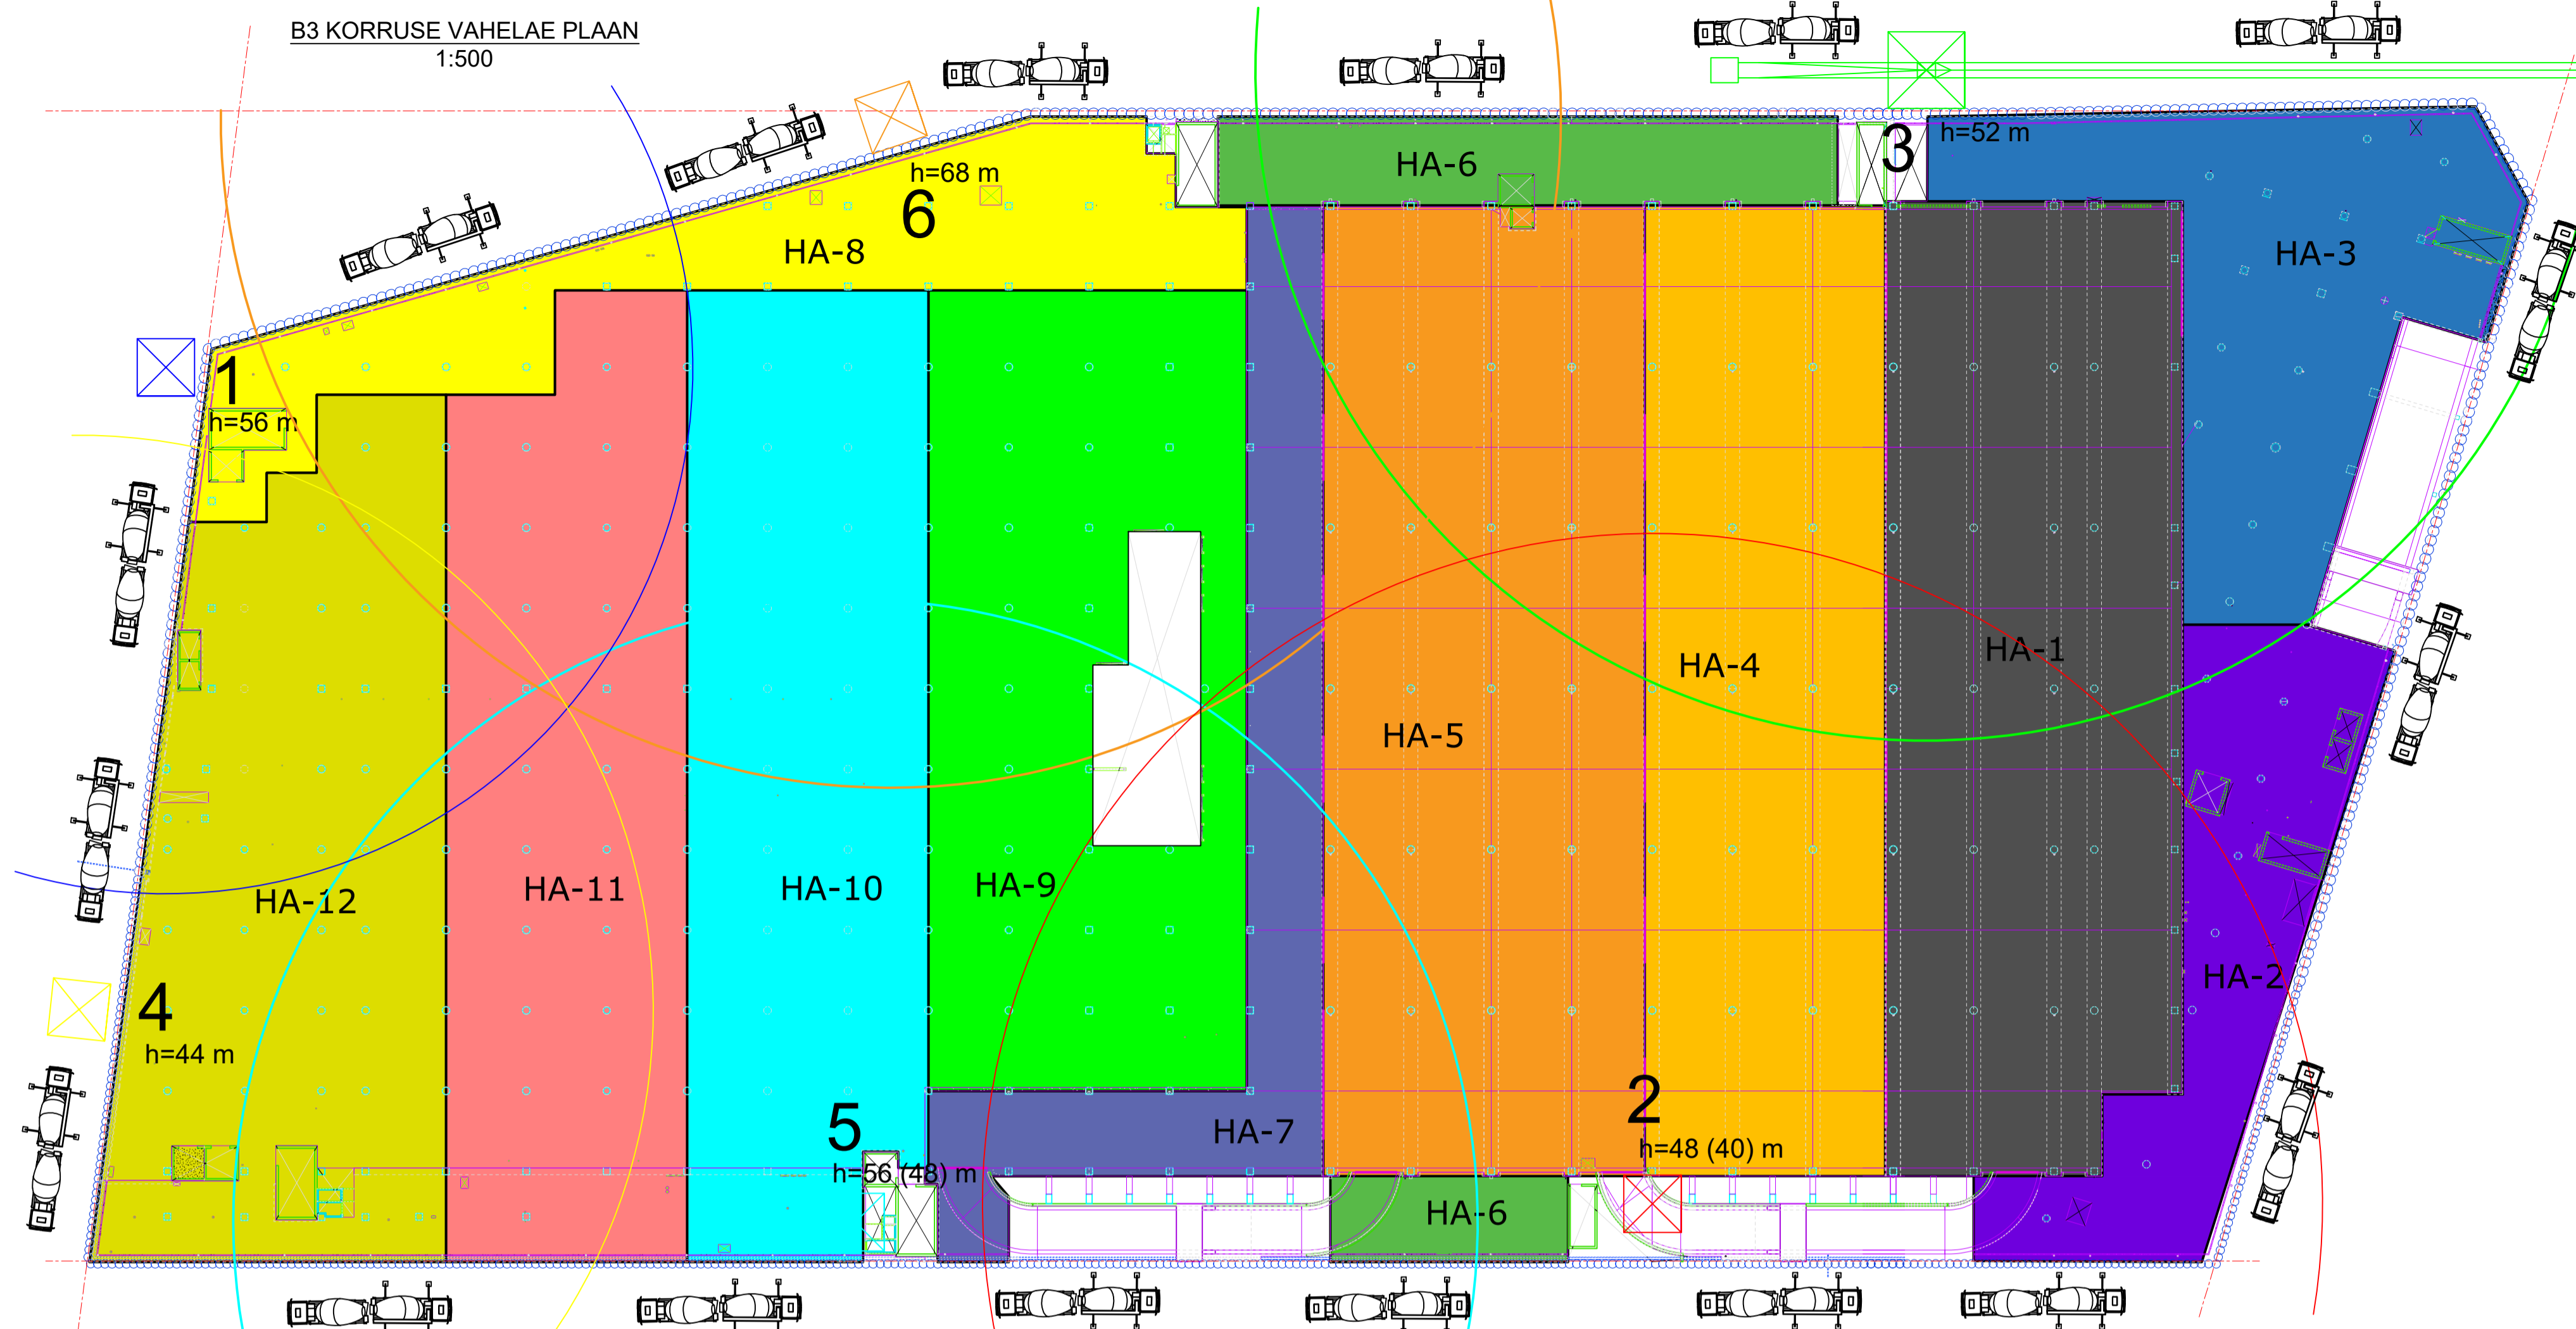 B3 KORRUSE VAHELAE PLAAN
1:500
3
h=52 m
HA-6
h=68 m
6
HA-8
HA-3
1
h=56 m
HA-1
HA-4
HA-5
HA-9
HA-10
HA-11
HA-12
HA-2
4
h=44 m
2
h=48 (40) m
5
HA-7
h=56 (48) m
HA-6